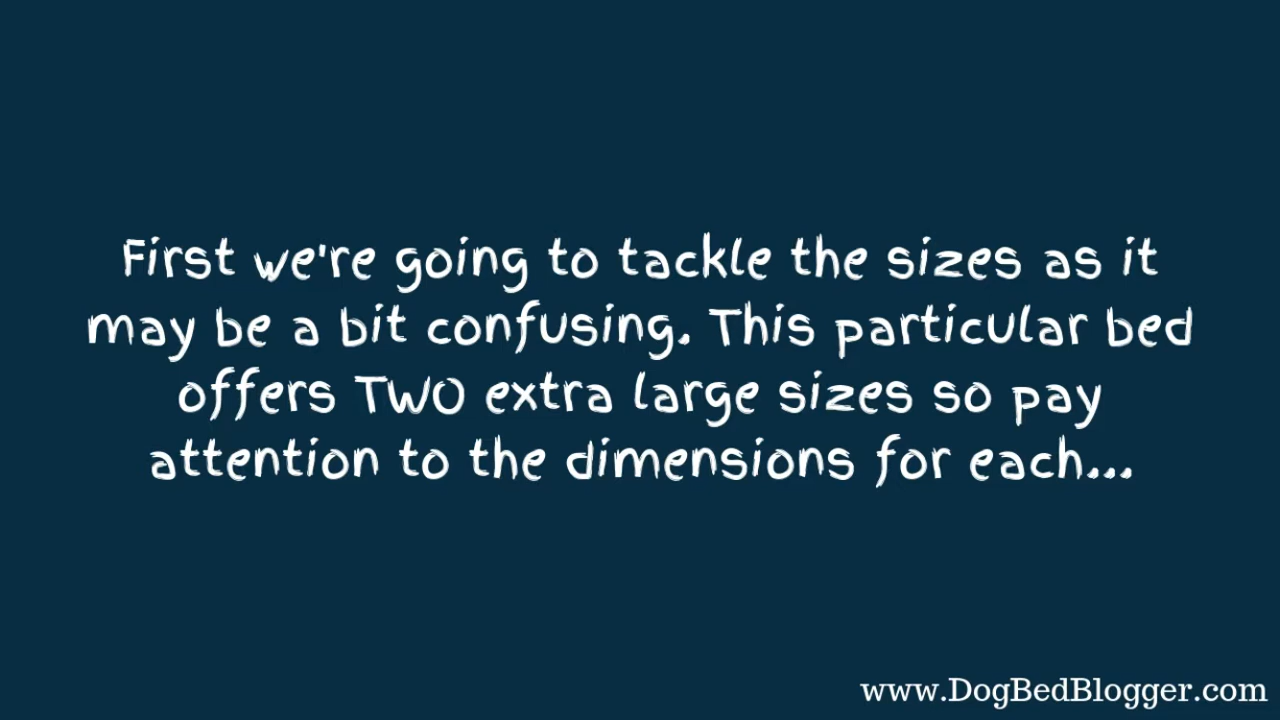 First we're going to tackle the sizes as it
may be a bit confusing. This particular bed
offers TWO extra large sizes so pay
attention to the dimensions for each...
www.DogBedBlogger.com